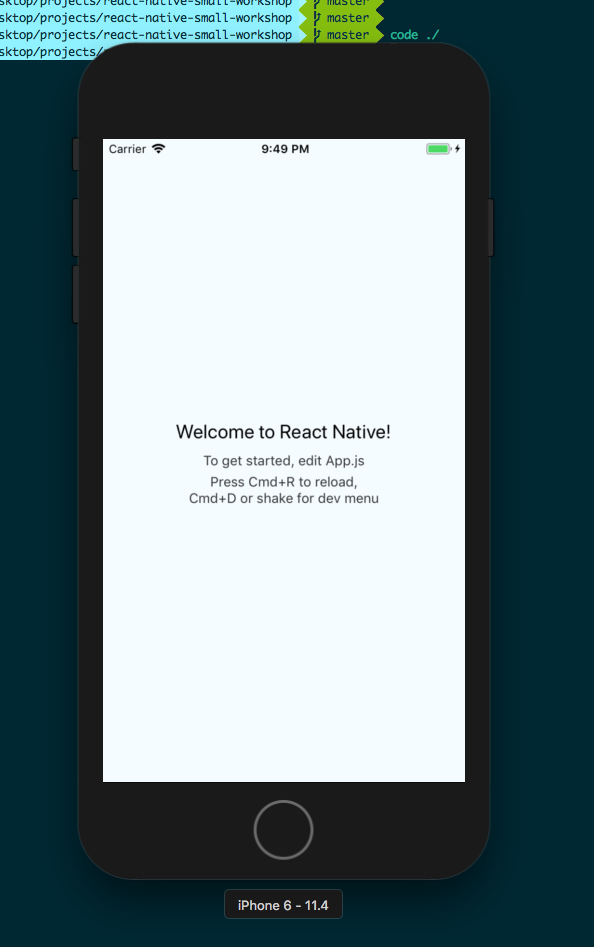 sktop/projects/react-native-small-workshop master
sktop/projects/react-native-small-workshop master
sktop/projects/react-native-small-workshop master code ./
sktop/projects/
Carrier 9:49 PM
Welcome to React Native!
To get started, edit App.js
Press Cmd+R to reload,
Cmd+D or shake for dev menu
iPhone 6 - 11.4